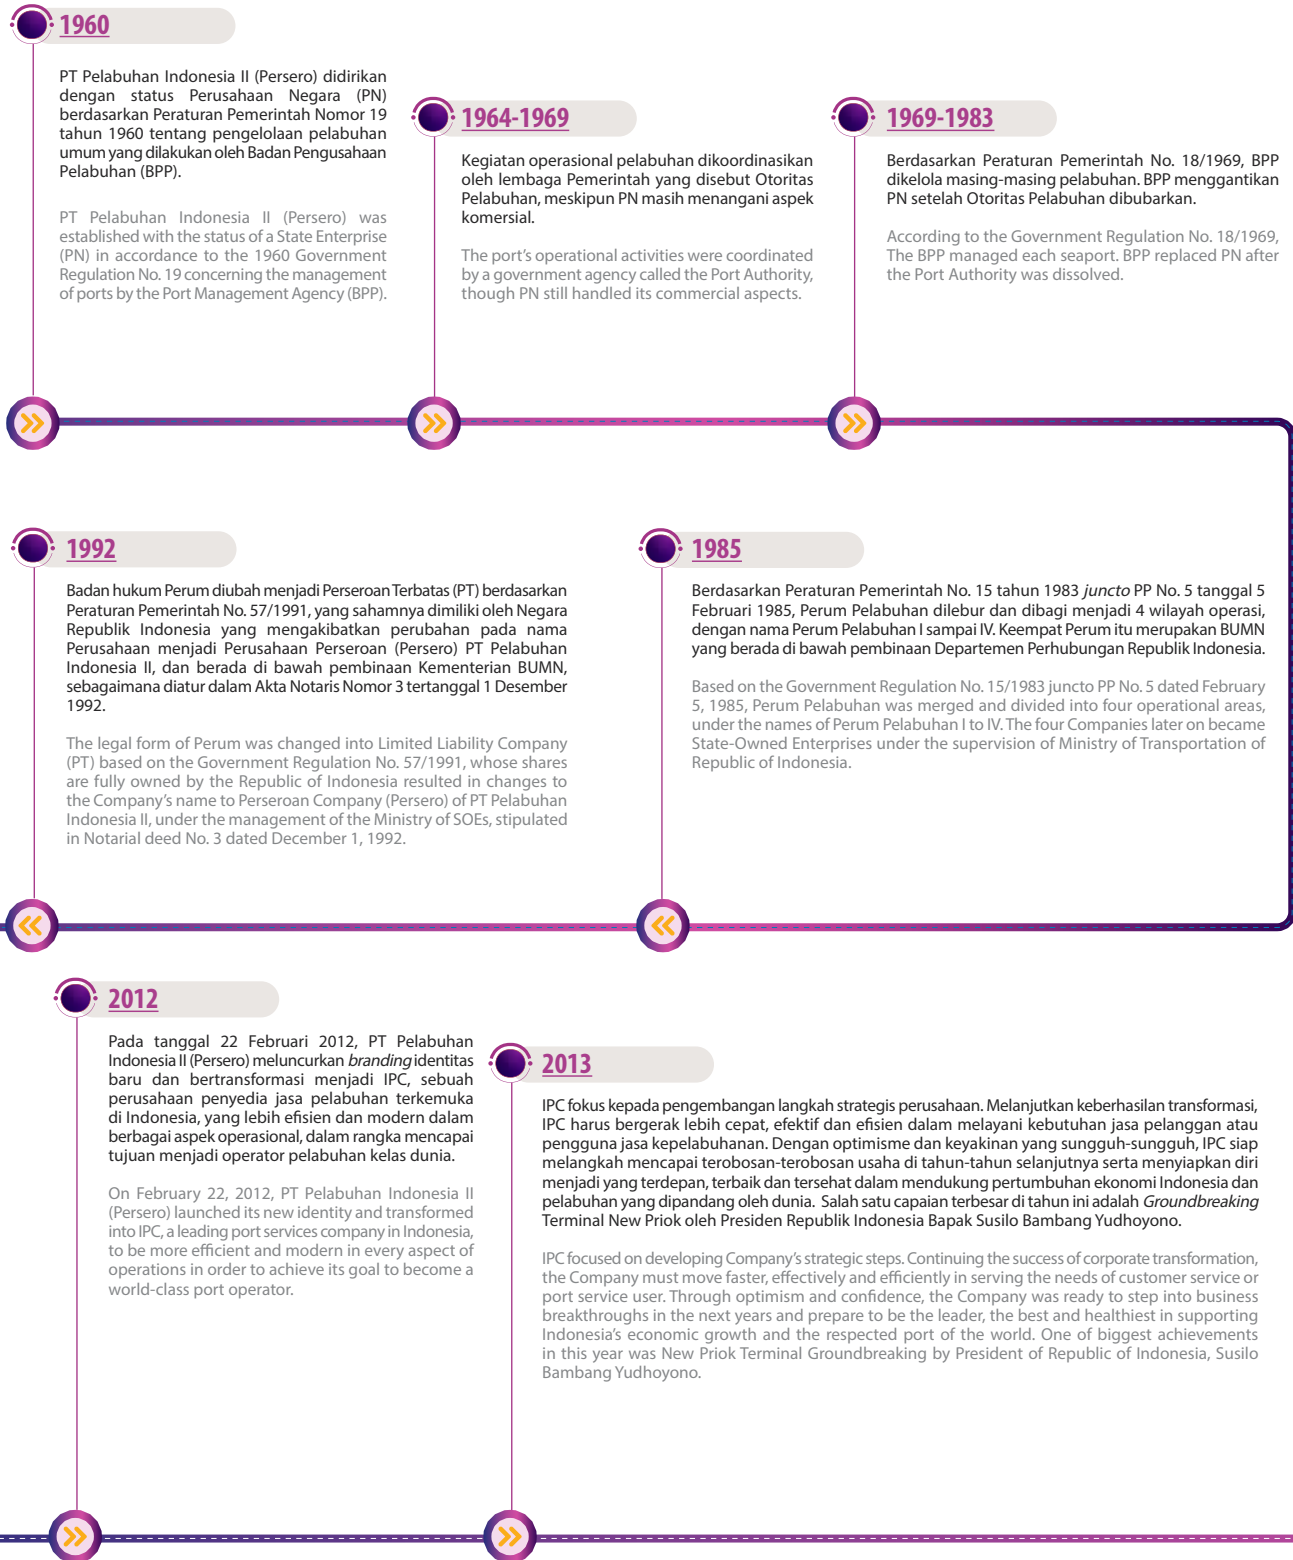 1960
PT Pelabuhan Indonesia II (Persero) didirikan
dengan status Perusahaan Negara (PN)
berdasarkan Peraturan Pemerintah Nomor 19
tahun 1960 tentang pengelolaan pelabuhan
umum yang dilakukan oleh Badan Pengusahaan
Pelabuhan (BPP).
PT Pelabuhan Indonesia II (Persero) was
established with the status of a State Enterprise
(PN) in accordance to the 1960 Government
Regulation No. 19 concerning the management
of ports by the Port Management Agency (BPP).
1964-1969
Kegiatan operasional pelabuhan dikoordinasikan
oleh lembaga Pemerintah yang disebut Otoritas
Pelabuhan, meskipun PN masih menangani aspek
komersial.
The port's operational activities were coordinated
by a government agency called the Port Authority,
though PN still handled its commercial aspects.
1969-1983
Berdasarkan Peraturan Pemerintah No. 18/1969, BPP
dikelola masing-masing pelabuhan. BPP menggantikan
PN setelah Otoritas Pelabuhan dibubarkan.
According to the Government Regulation No. 18/1969,
The BPP managed each seaport. BPP replaced PN after
the Port Authority was dissolved.
1985
Berdasarkan Peraturan Pemerintah No. 15 tahun 1983 juncto PP No. 5 tanggal 5
Februari 1985, Perum Pelabuhan dilebur dan dibagi menjadi 4 wilayah operasi,
dengan nama Perum Pelabuhan I sampai IV. Keempat Perum itu merupakan BUMN
yang berada di bawah pembinaan Departemen Perhubungan Republik Indonesia.
Based on the Government Regulation No. 15/1983 juncto PP No. 5 dated February
5, 1985, Perum Pelabuhan was merged and divided into four operational areas,
under the names of Perum Pelabuhan I to IV. The four Companies later on became
State-Owned Enterprises under the supervision of Ministry of Transportation of
Republic of Indonesia.
1992
Badan hukum Perum diubah menjadi Perseroan Terbatas (PT) berdasarkan
Peraturan Pemerintah No. 57/1991, yang sahamnya dimiliki oleh Negara
Republik Indonesia yang mengakibatkan perubahan pada nama
Perusahaan menjadi Perusahaan Perseroan (Persero) PT Pelabuhan
Indonesia II, dan berada di bawah pembinaan Kementerian BUMN,
sebagaimana diatur dalam Akta Notaris Nomor 3 tertanggal 1 Desember
1992.
The legal form of Perum was changed into Limited Liability Company
(PT) based on the Government Regulation No. 57/1991, whose shares
are fully owned by the Republic of Indonesia resulted in changes to
the Company's name to Perseroan Company (Persero) of PT Pelabuhan
Indonesia II, under the management of the Ministry of SOEs, stipulated
in Notarial deed No. 3 dated December 1, 1992.
2012
Pada tanggal 22 Februari 2012, PT Pelabuhan
Indonesia II (Persero) meluncurkan branding identitas
baru dan bertransformasi menjadi IPC, sebuah
perusahaan penyedia jasa pelabuhan terkemuka
di Indonesia, yang lebih efisien dan modern dalam
berbagai aspek operasional, dalam rangka mencapai
tujuan menjadi operator pelabuhan kelas dunia.
On February 22, 2012, PT Pelabuhan Indonesia II
(Persero) launched its new identity and transformed
into IPC, a leading port services company in Indonesia,
to be more efficient and modern in every aspect of
operations in order to achieve its goal to become a
world-class port operator.
2013
IPC fokus kepada pengembangan langkah strategis perusahaan. Melanjutkan keberhasilan transformasi,
IPC harus bergerak lebih cepat, efektif dan efisien dalam melayani kebutuhan jasa pelanggan atau
pengguna jasa kepelabuhanan. Dengan optimisme dan keyakinan yang sungguh-sungguh, IPC siap
melangkah mencapai terobosan-terobosan usaha di tahun-tahun selanjutnya serta menyiapkan diri
menjadi yang terdepan, terbaik dan tersehat dalam mendukung pertumbuhan ekonomi Indonesia dan
pelabuhan yang dipandang oleh dunia. Salah satu capaian terbesar di tahun ini adalah Groundbreaking
Terminal New Priok oleh Presiden Republik Indonesia Bapak Susilo Bambang Yudhoyono.
IPC focused on developing Company's strategic steps. Continuing the success of corporate transformation,
the Company must move faster, effectively and efficiently in serving the needs of customer service or
port service user. Through optimism and confidence, the Company was ready to step into business
breakthroughs in the next years and prepare to be the leader, the best and healthiest in supporting
Indonesia's economic growth and the respected port of the world. One of biggest achievements
in this year was New Priok Terminal Groundbreaking by President of Republic of Indonesia, Susilo
Bambang Yudhoyono.